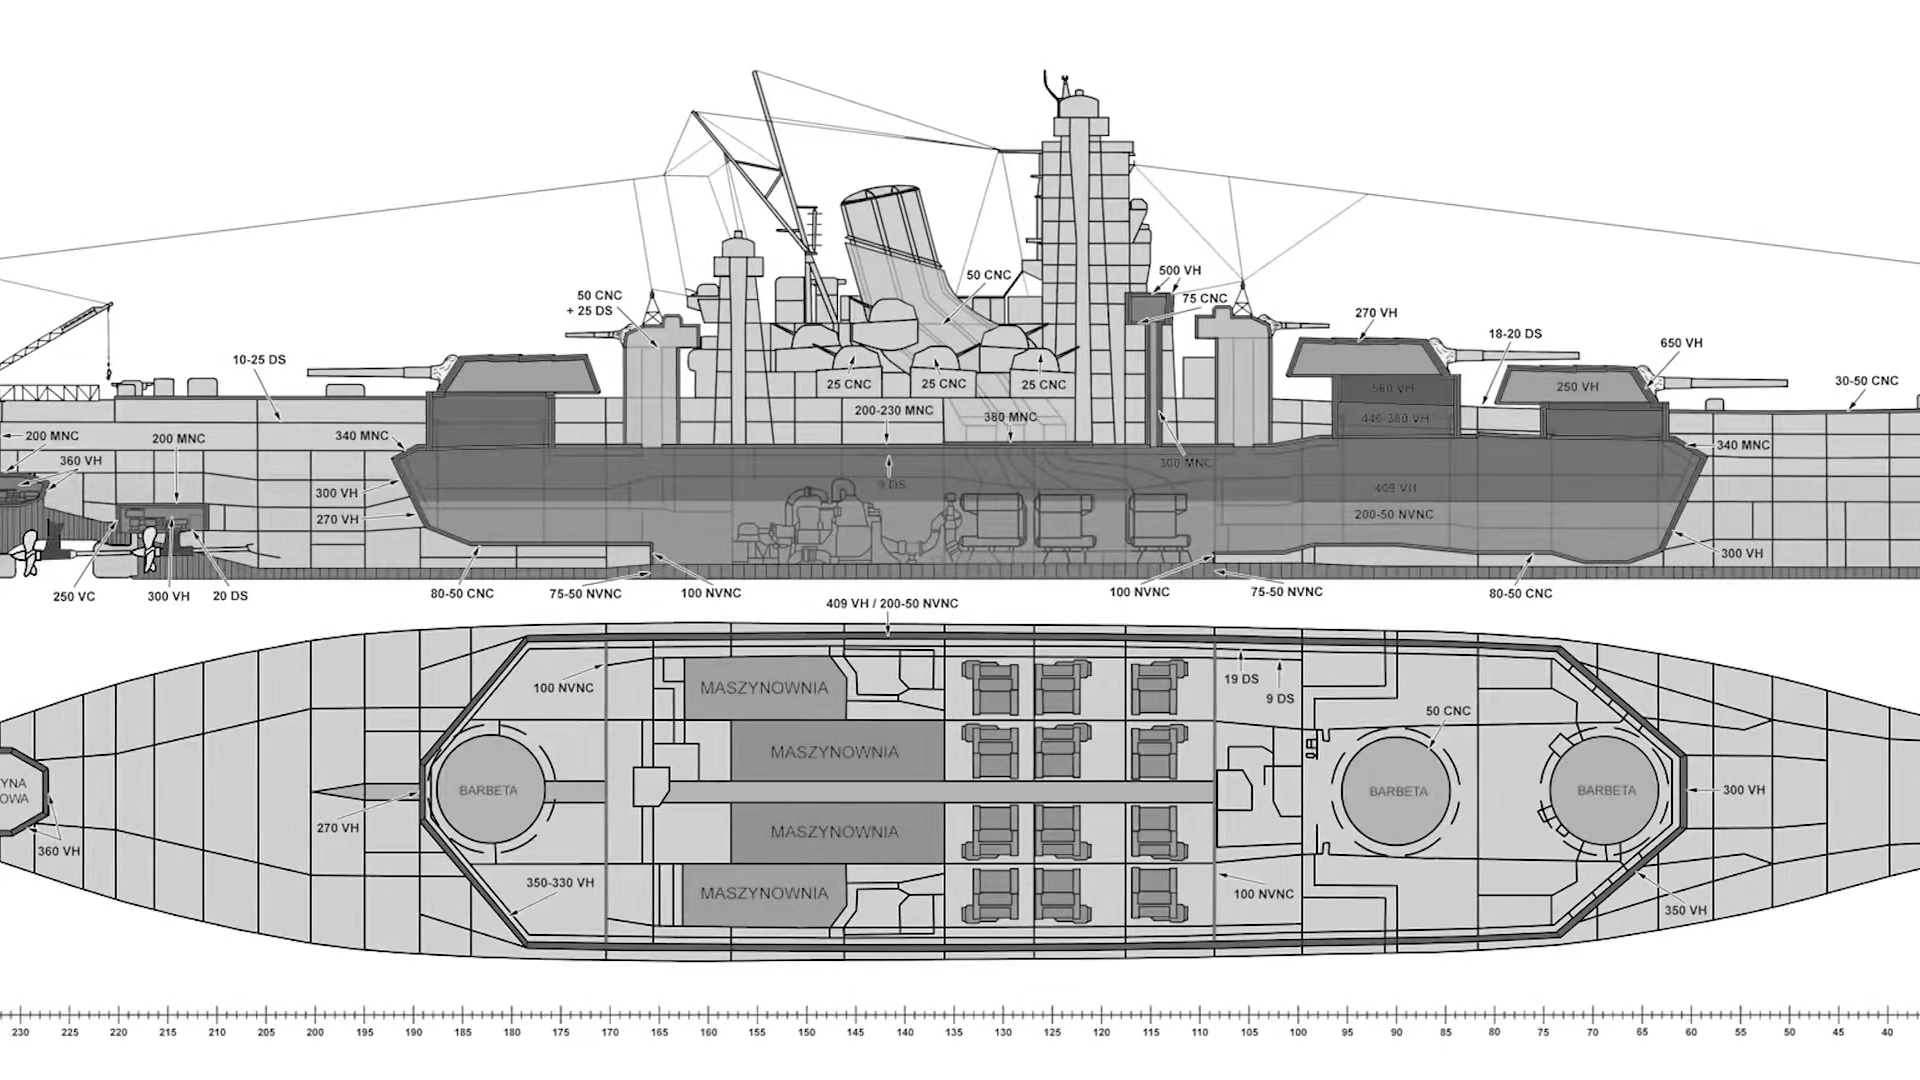 500 VH
50 CNC
75 CNC
50 CNC
+ 25 DS
270 VH
18-20 DS
650 VH
10-25 DS
25 CNC
25 CNC
25 CNC
560 VH
250 VH
30-50 CNC
200-230 MNC
380 MNC
440-380 VH
200 MNC
200 MNC
340 MNC
340 MNC
360 VH
300 MNC
300 VH
9 DS
409 VH
270 VH
200-50 NVNC
300 VH
250 VC
300 VH
20 DS
80-50 CNC
75-50 NVNC
100 NVNC
100 NVNC
75-50 NVNC
80-50 CNC
409 VH / 200-50 NVNC
100 NVNC
MASZYNOWNIA
19 DS
9 DS
50 CNC
MASZYNOWNIA
YNA
OWA
BARBETA
BARBETA
BARBETA
300 VH
270 VH
MASZYNOWNIA
360 VH
350-330 VH
MASZYNOWNIA
100 NVNC
350 VH
230 225 220 215 210 205 200 195 190 185 180 175 170 165 160 155 150 145 140 135 130 125 120 115 110 105 100 95 90 85 80 75 70 65 60 55 50 45 40